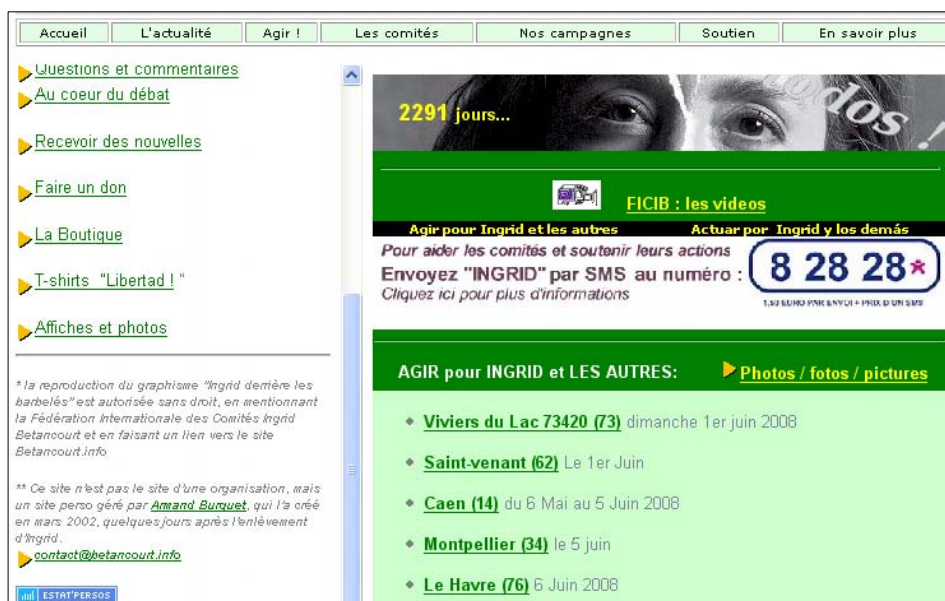 Accueil
L'actualité
Agir !
Les comités
Nos campagnes
Soutien
En savoir plus
Questions et commentaires
Au coeur du débat
Recevoir des nouvelles
Faire un don
La Boutique
T-shirts "Libertad !"
Affiches et photos
* la reproduction du graphisme "Ingrid derrière les
barbelés" est autorisée sans droit, en mentionnant
la Fédération Internationale des Comités Ingrid
Betancourt et en faisant un lien vers le site
Betancourt.info
** Ce site n'est pas le site d'une organisation, mais
un site perso géré par Armand Burguet, qui l'a créé
en mars 2002, quelques jours après l'enlèvement
d'Ingrid.
contact@betancourt.info
ESTAT'PERSOS
2291 jours...
odos !
FICIB : les videos
Agir pour Ingrid et les autres
Actuar por Ingrid y los demás
Pour aider les comités et soutenir leurs actions
Envoyez "INGRID" par SMS au numéro :
8 28 28*
Cliquez ici pour plus d'informations
1,50 EURO PAR ENVOI + PRIX D'UN SMS
AGIR pour INGRID et LES AUTRES:
Photos / fotos / pictures
Viviers du Lac 73420 (73) dimanche 1er juin 2008
Saint-venant (62) Le 1er Juin
Caen (14) du 6 Mai au 5 Juin 2008
Montpellier (34) le 5 juin
Le Havre (76) 6 Juin 2008